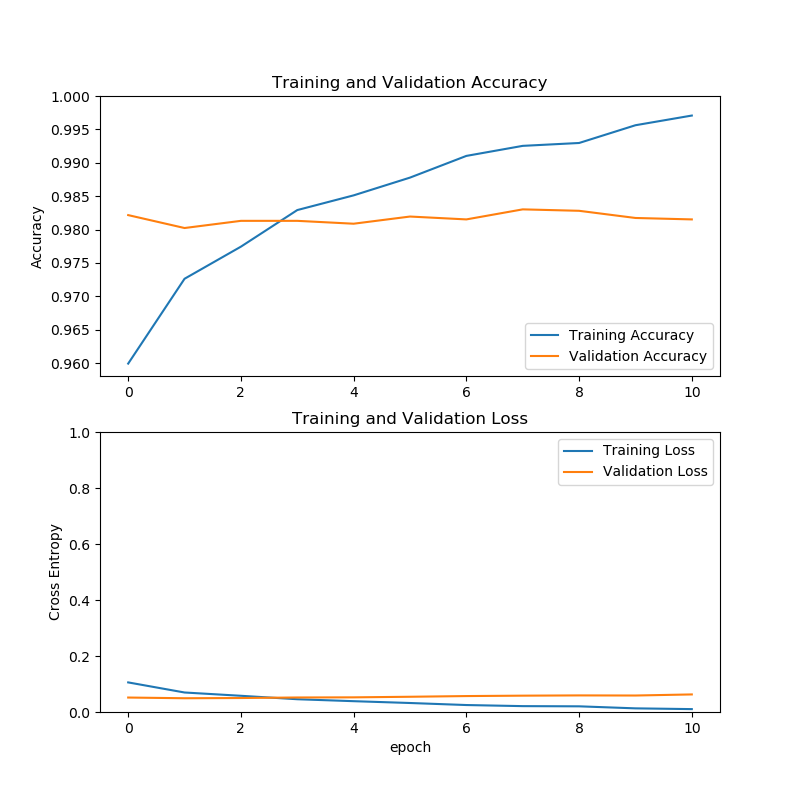 Training and Validation Accuracy
Accuracy
1.000
0.995
0.990
0.985
0.980
0.975
0.970
0.965
0.960
Training Accuracy
Validation Accuracy
0 2 4 6 8 10
Training and Validation Loss
Cross Entropy
1.0
0.8
0.6
0.4
0.2
0.0
Training Loss
Validation Loss
0 2 4 6 8 10
epoch